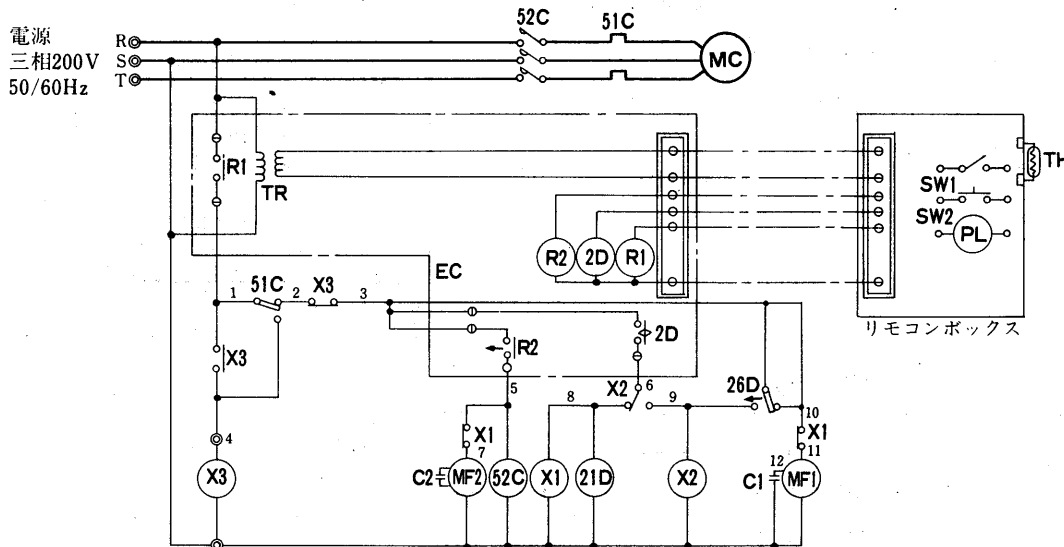 電源
三相200V
50/60Hz
R
S
T
52C
51C
MC
R1
TR
TH
SW1
SW2
PL
R2
2D
R1
EC
リモコンボックス
1
51C
2
X3
3
X3
R2
2D
5
X2
6
8
9
26D
10
4
X1
7
X1
11
12
X3
C2
MF2
52C
X1
21D
X2
C1
MF1